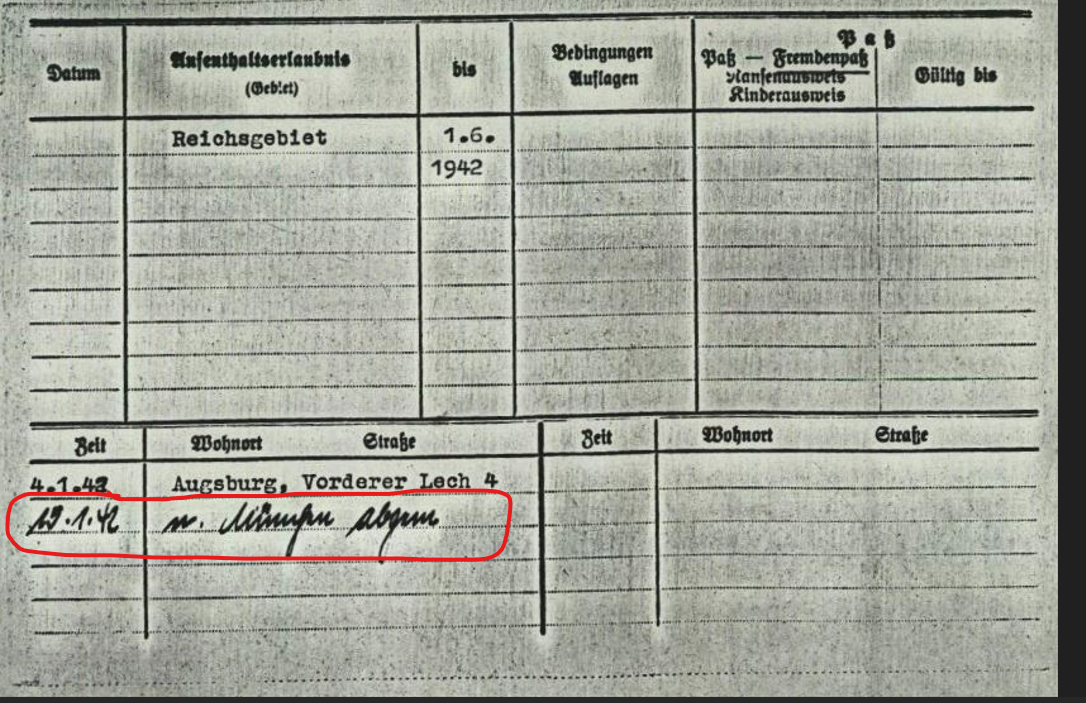 Datum Aufenthaltserlaubnis (Gebiet) bis Bedingungen Auflagen Paß Paß — Fremdenpaß Nansenausweis Kinderausweis Gültig bis
Reichsgebiet 1.6.
1942
Zeit Wohnort Straße Zeit Wohnort Straße
4.1.42 Augsburg, Vorderer Lech 4
19.1.42 n. München abgem